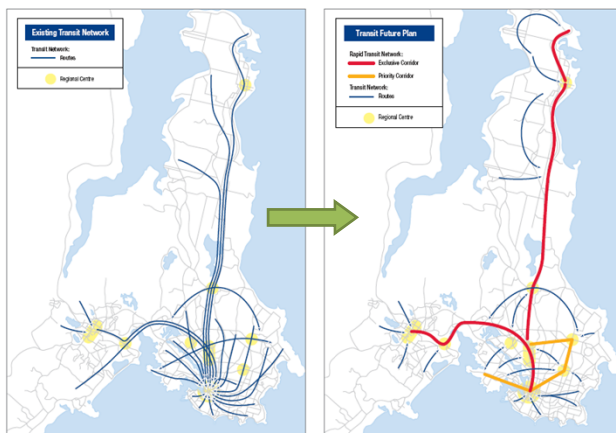 Existing Transit Network
Transit Network:
Routes
Regional Centre
Transit Future Plan
Rapid Transit Network:
Exclusive Corridor
Priority Corridor
Transit Network:
Routes
Regional Centre